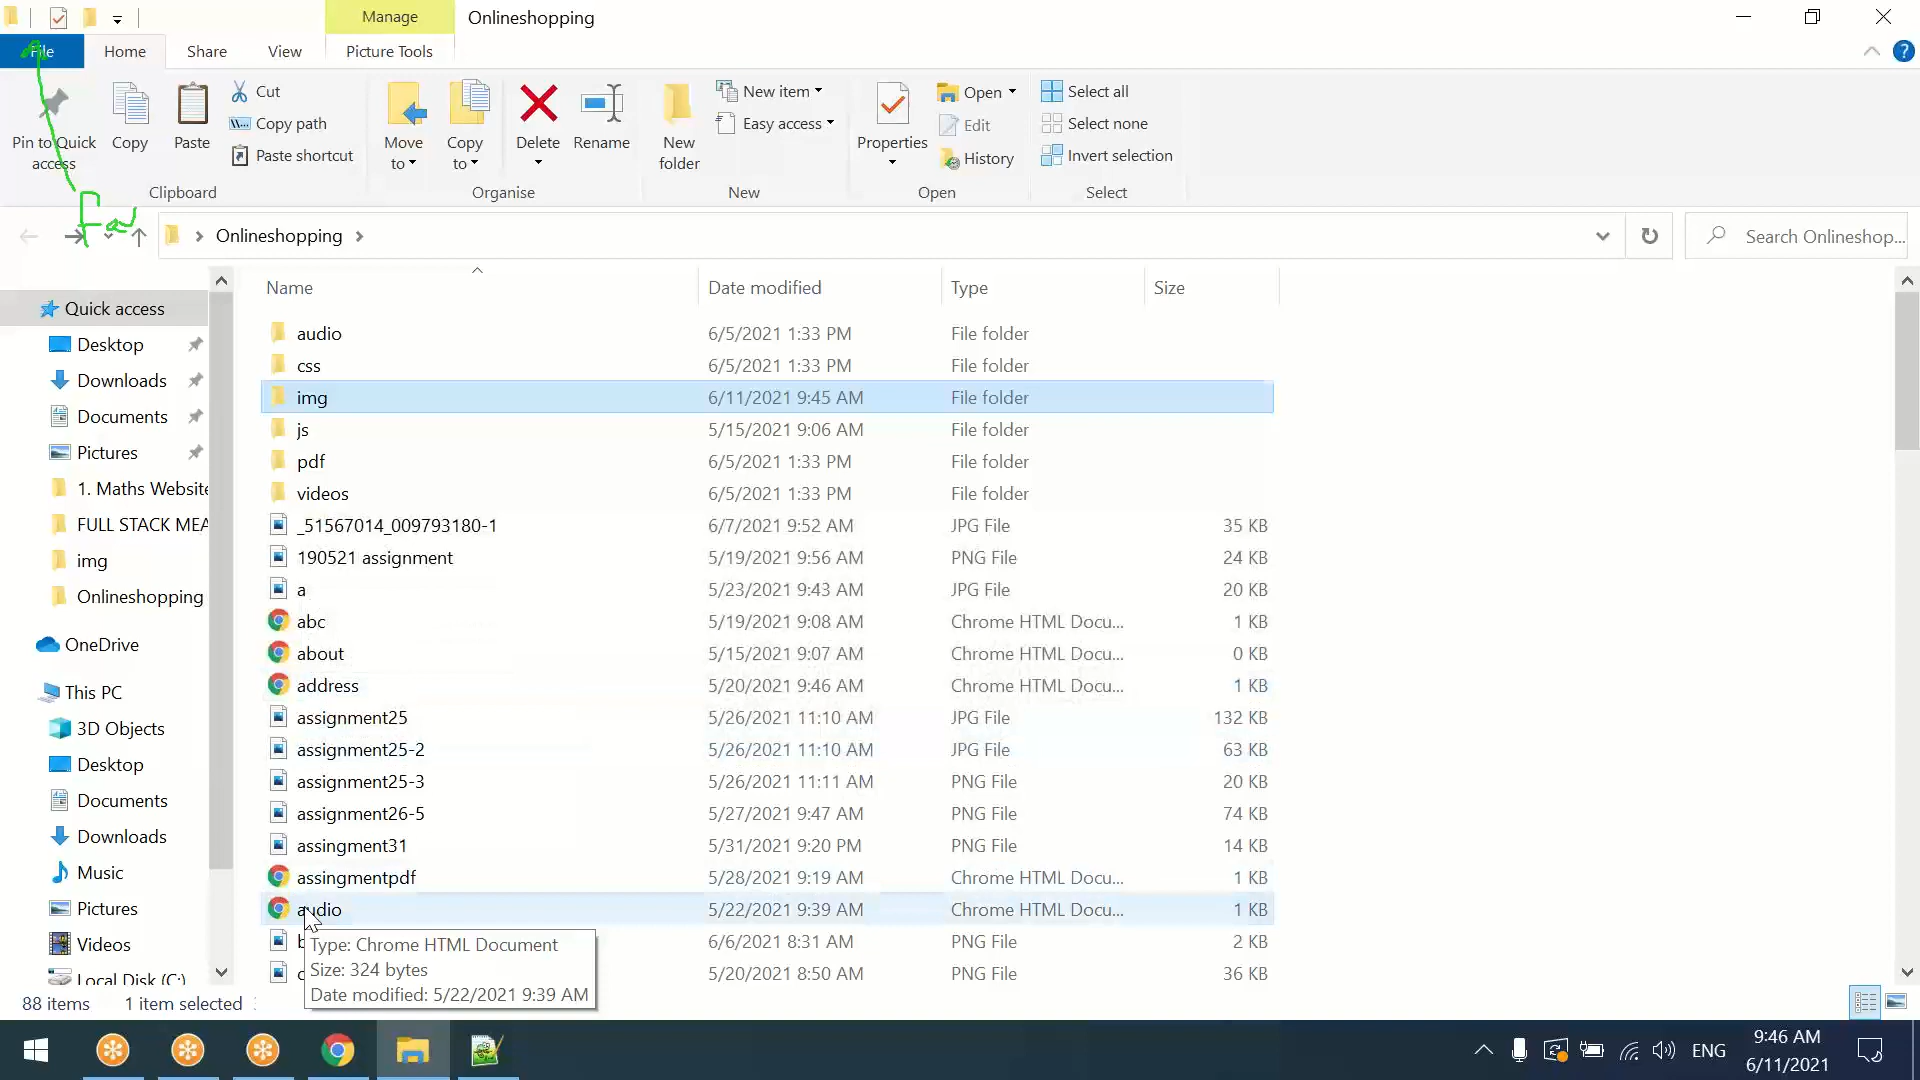 Manage
Onlineshopping
File
Home
Share
View
Picture Tools
Pin to Quick access
Copy
Paste
Cut
Copy path
Paste shortcut
Clipboard
Move to
Copy to
Delete
Rename
Organise
New folder
New item
Easy access
New
Properties
Open
Edit
History
Open
Select all
Select none
Invert selection
Select
Onlineshopping
Search Onlineshop...
Quick access
Desktop
Downloads
Documents
Pictures
1. Maths Website
FULL STACK MEA
img
Onlineshopping
OneDrive
This PC
3D Objects
Desktop
Documents
Downloads
Music
Pictures
Videos
Local Disk (C:)
Name Date modified Type Size
audio 6/5/2021 1:33 PM File folder
css 6/5/2021 1:33 PM File folder
img 6/11/2021 9:45 AM File folder
js 5/15/2021 9:06 AM File folder
pdf 6/5/2021 1:33 PM File folder
videos 6/5/2021 1:33 PM File folder
_51567014_009793180-1 6/7/2021 9:52 AM JPG File 35 KB
190521 assignment 5/19/2021 9:56 AM PNG File 24 KB
a 5/23/2021 9:43 AM JPG File 20 KB
abc 5/19/2021 9:08 AM Chrome HTML Docu... 1 KB
about 5/15/2021 9:07 AM Chrome HTML Docu... 0 KB
address 5/20/2021 9:46 AM Chrome HTML Docu... 1 KB
assignment25 5/26/2021 11:10 AM JPG File 132 KB
assignment25-2 5/26/2021 11:10 AM JPG File 63 KB
assignment25-3 5/26/2021 11:11 AM PNG File 20 KB
assignment26-5 5/27/2021 9:47 AM PNG File 74 KB
assingment31 5/31/2021 9:20 PM PNG File 14 KB
assingmentpdf 5/28/2021 9:19 AM Chrome HTML Docu... 1 KB
audio 5/22/2021 9:39 AM Chrome HTML Docu... 1 KB
6/6/2021 8:31 AM PNG File 2 KB
5/20/2021 8:50 AM PNG File 36 KB
Type: Chrome HTML Document
Size: 324 bytes
Date modified: 5/22/2021 9:39 AM
88 items 1 item selected
ENG
9:46 AM
6/11/2021